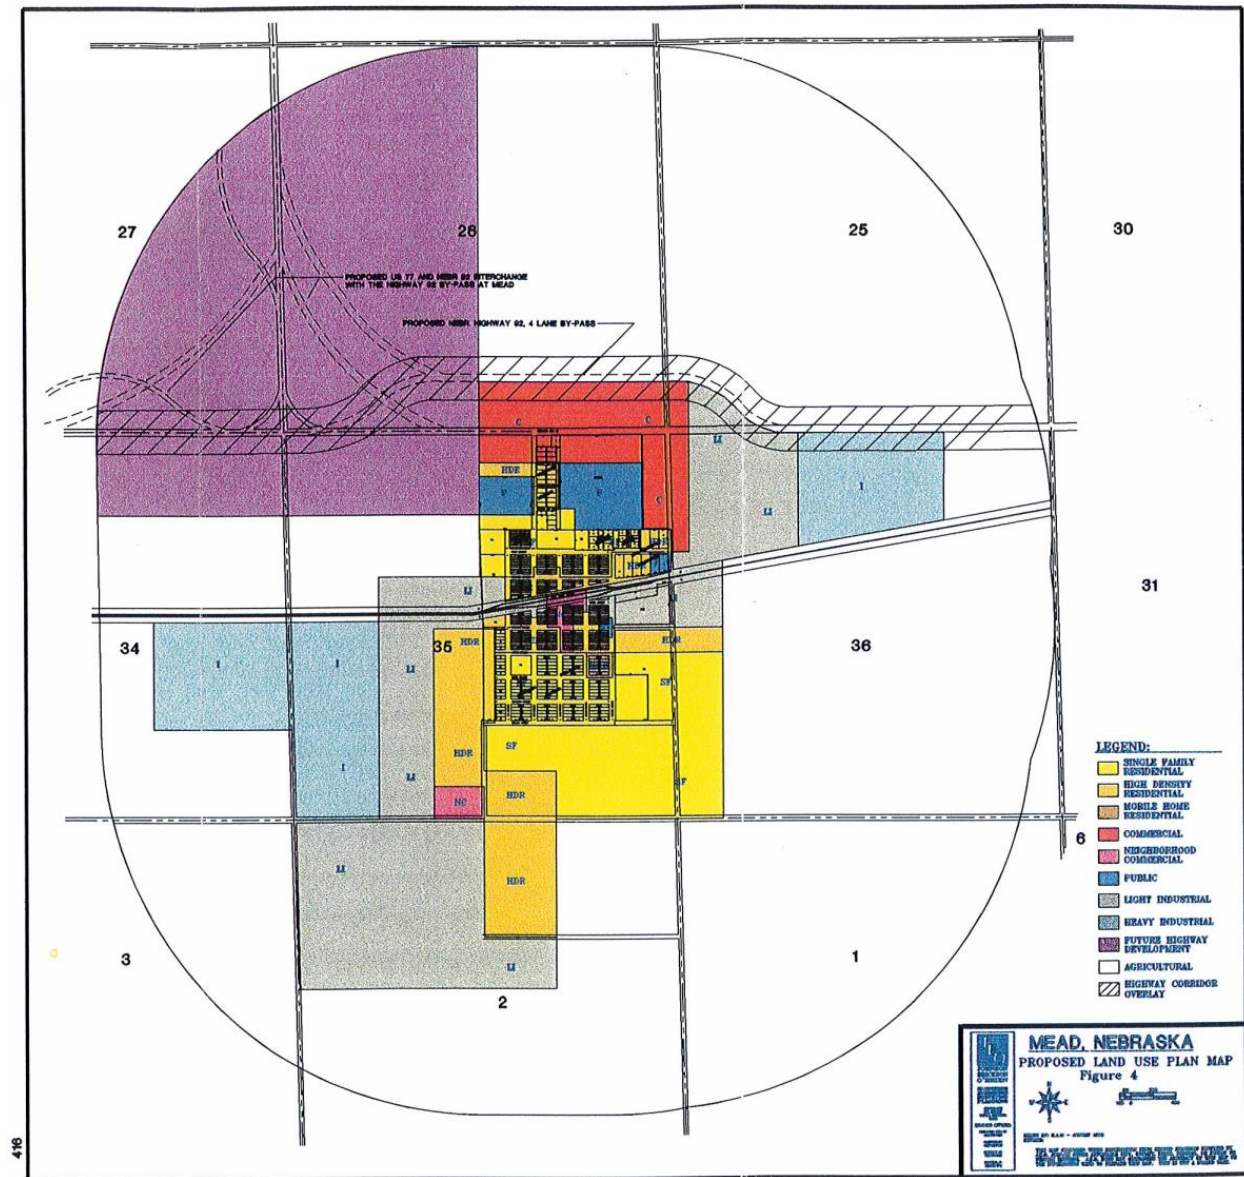 27
26
25
30
PROPOSED US 77 AND NEBR 92 INTERCHANGE
WITH THE HIGHWAY 92 BY-PASS AT MEAD
PROPOSED NEBR. HIGHWAY 92, 4 LANE BY-PASS
C
C
LI
HDR
P
P
C
LI
I
HDR
LI
LI
31
34
I
I
35
HDR
HDR
36
LI
SF
I
LI
HDR
SF
SF
NC
HDR
6
LI
HDR
3
LI
1
2
LEGEND:
SINGLE FAMILY
RESIDENTIAL
HIGH DENSITY
RESIDENTIAL
MOBILE HOME
RESIDENTIAL
COMMERCIAL
NEIGHBORHOOD
COMMERCIAL
PUBLIC
LIGHT INDUSTRIAL
HEAVY INDUSTRIAL
FUTURE HIGHWAY
DEVELOPMENT
AGRICULTURAL
HIGHWAY CORRIDOR
OVERLAY
MEAD, NEBRASKA
PROPOSED LAND USE PLAN MAP
Figure 4
N
W
E
S
416